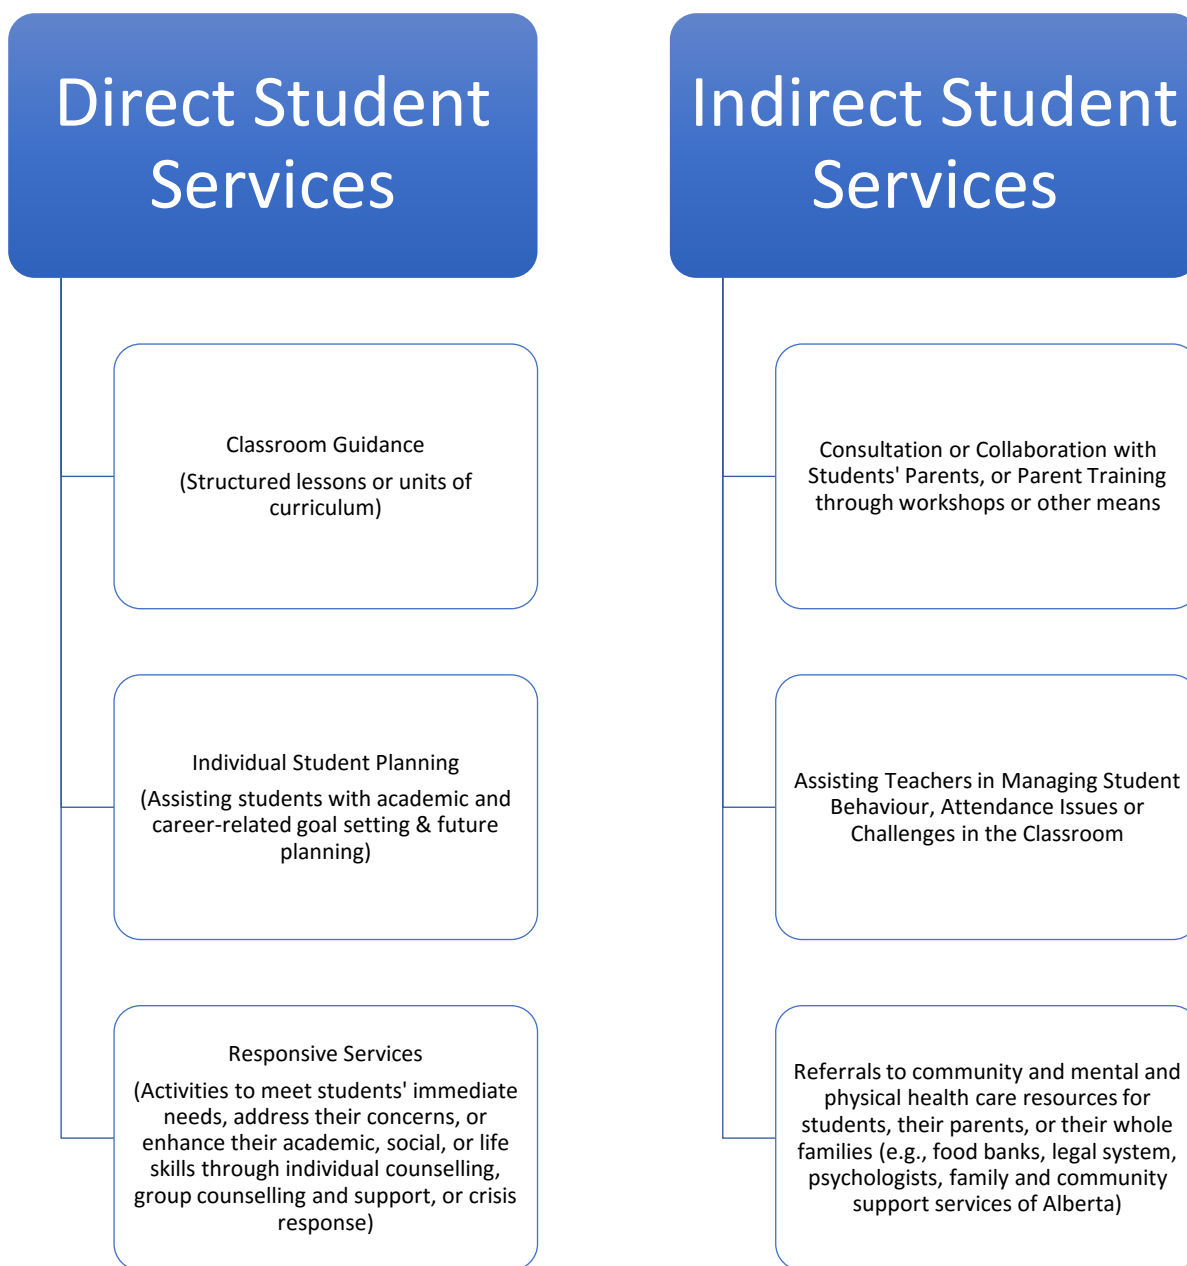 Direct Student
Services
Classroom Guidance
(Structured lessons or units of
curriculum)
Individual Student Planning
(Assisting students with academic and
career-related goal setting & future
planning)
Responsive Services
(Activities to meet students' immediate
needs, address their concerns, or
enhance their academic, social, or life
skills through individual counselling,
group counselling and support, or crisis
response)
Indirect Student
Services
Consultation or Collaboration with
Students' Parents, or Parent Training
through workshops or other means
Assisting Teachers in Managing Student
Behaviour, Attendance Issues or
Challenges in the Classroom
Referrals to community and mental and
physical health care resources for
students, their parents, or their whole
families (e.g., food banks, legal system,
psychologists, family and community
support services of Alberta)